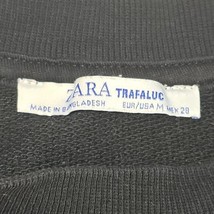 ZARA TRAFALUC
MADE IN BANGLADESH EUR/USA M MEX 28